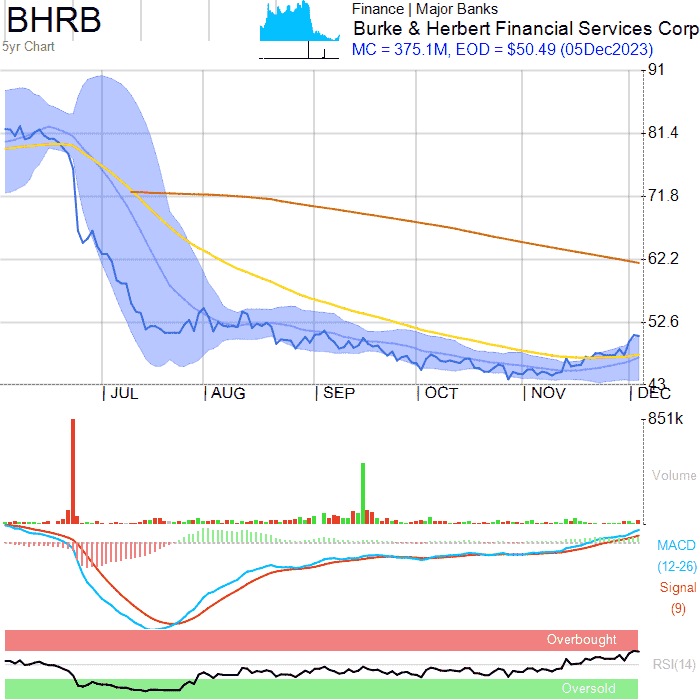 BHRB
5yr Chart
Finance | Major Banks
Burke & Herbert Financial Services Corp
MC = 375.1M, EOD = $50.49 (05Dec2023)
91
81.4
71.8
62.2
52.6
43
JUL AUG SEP OCT NOV DEC
851k
Volume
MACD
(12-26)
Signal
(9)
Overbought
RSI(14)
Oversold